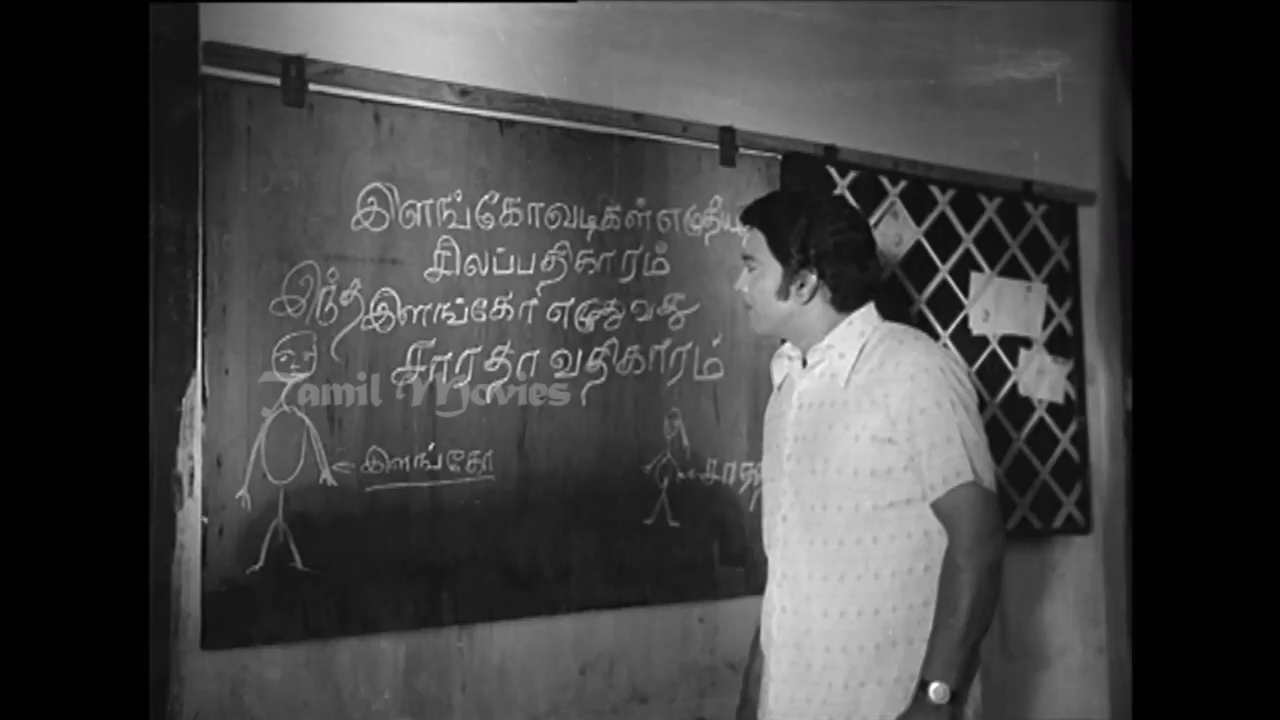 இளங்கோவடிகள் எழுதிய
சிலப்பதிகாரம்
இந்த இளங்கோ எழுதுவது
சாரதாவதிகாரம்
Tamil Movies
இளங்கோ